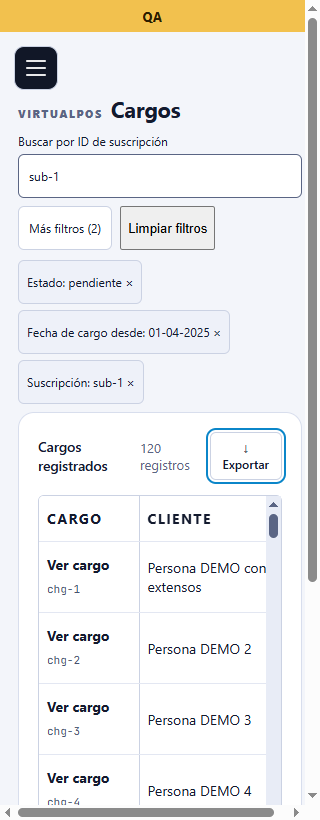 QA
VIRTUALPOS Cargos
Buscar por ID de suscripción
sub-1
Más filtros (2)
Limpiar filtros
Estado: pendiente ×
Fecha de cargo desde: 01-04-2025 ×
Suscripción: sub-1 ×
Cargos
registrados
120
registros
↓
Exportar
CARGO
CLIENTE
Ver cargo
chg-1
Persona DEMO con
extensos
Ver cargo
chg-2
Persona DEMO 2
Ver cargo
chg-3
Persona DEMO 3
Ver cargo
chg-4
Persona DEMO 4